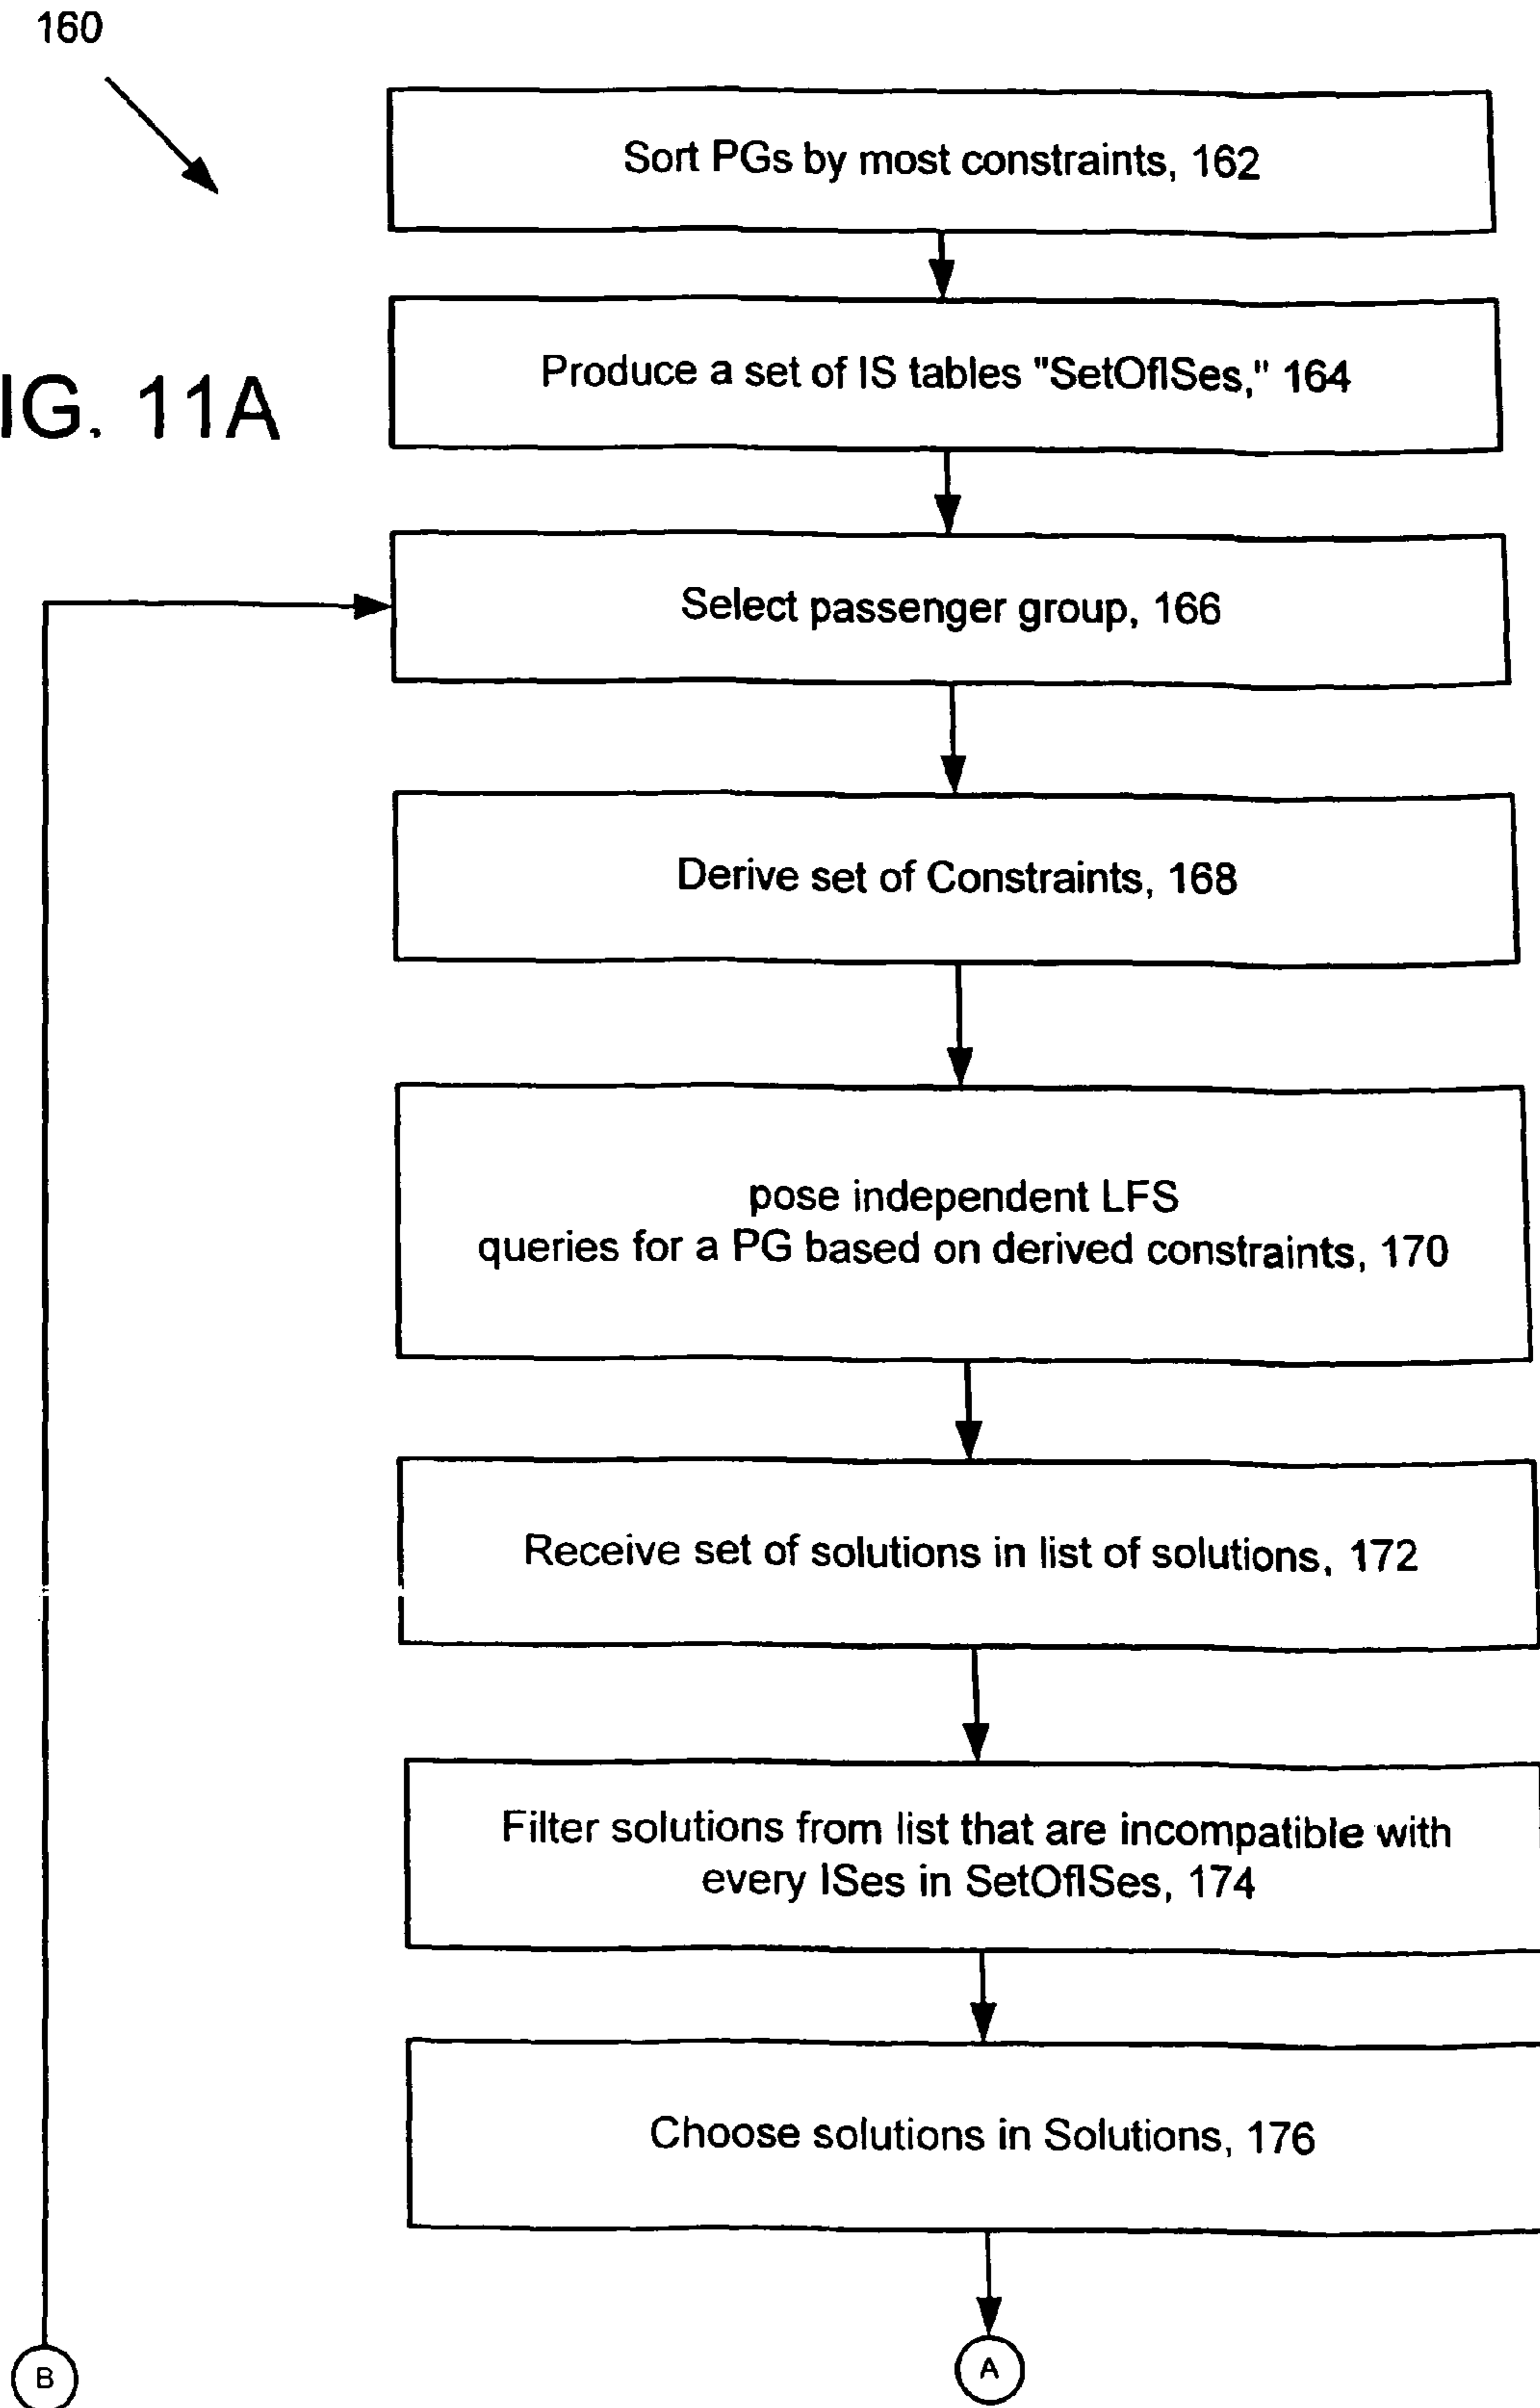 160
Sort PGs by most constraints, 162
Produce a set of IS tables "SetOfISes," 164
IG. 11A
Select passenger group, 166
Derive set of Constraints, 168
pose independent LFS
queries for a PG based on derived constraints, 170
Receive set of solutions in list of solutions, 172
Filter solutions from list that are incompatible with
every ISes in SetOfISes, 174
Choose solutions in Solutions, 176
B
A